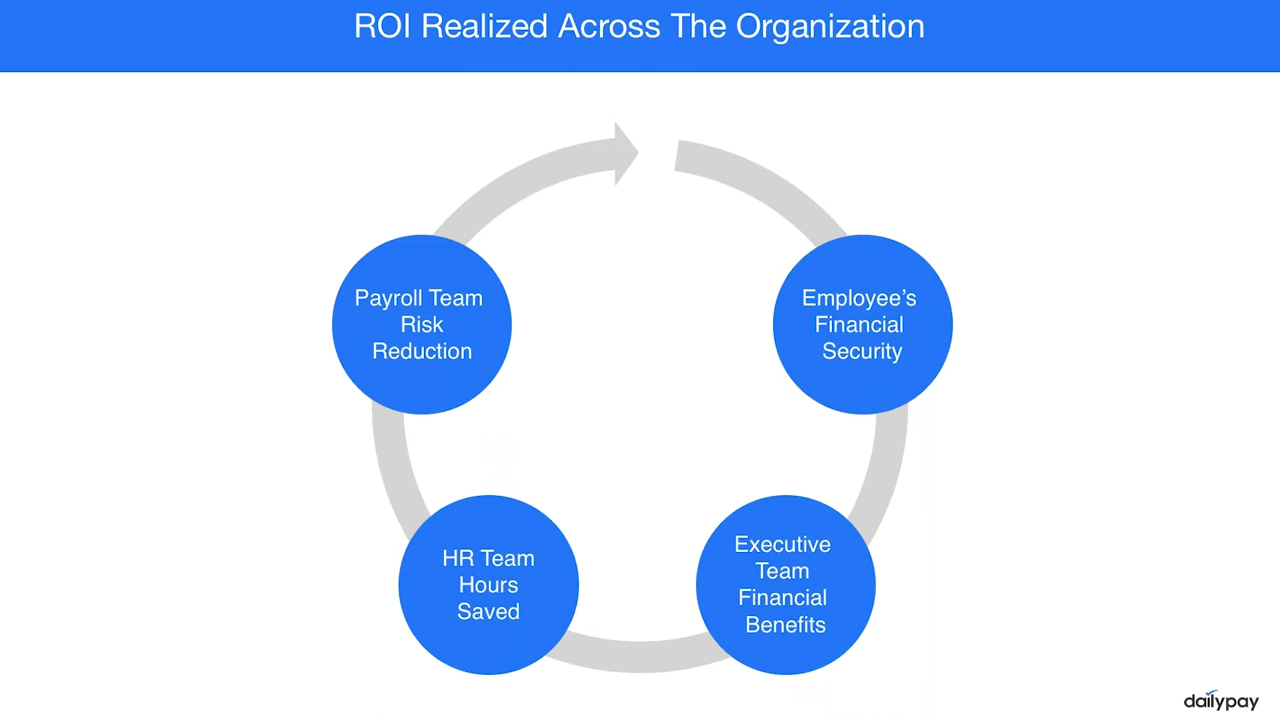 ROI Realized Across The Organization
Payroll Team
Risk
Reduction
Employee’s
Financial
Security
HR Team
Hours
Saved
Executive
Team
Financial
Benefits
dailypay